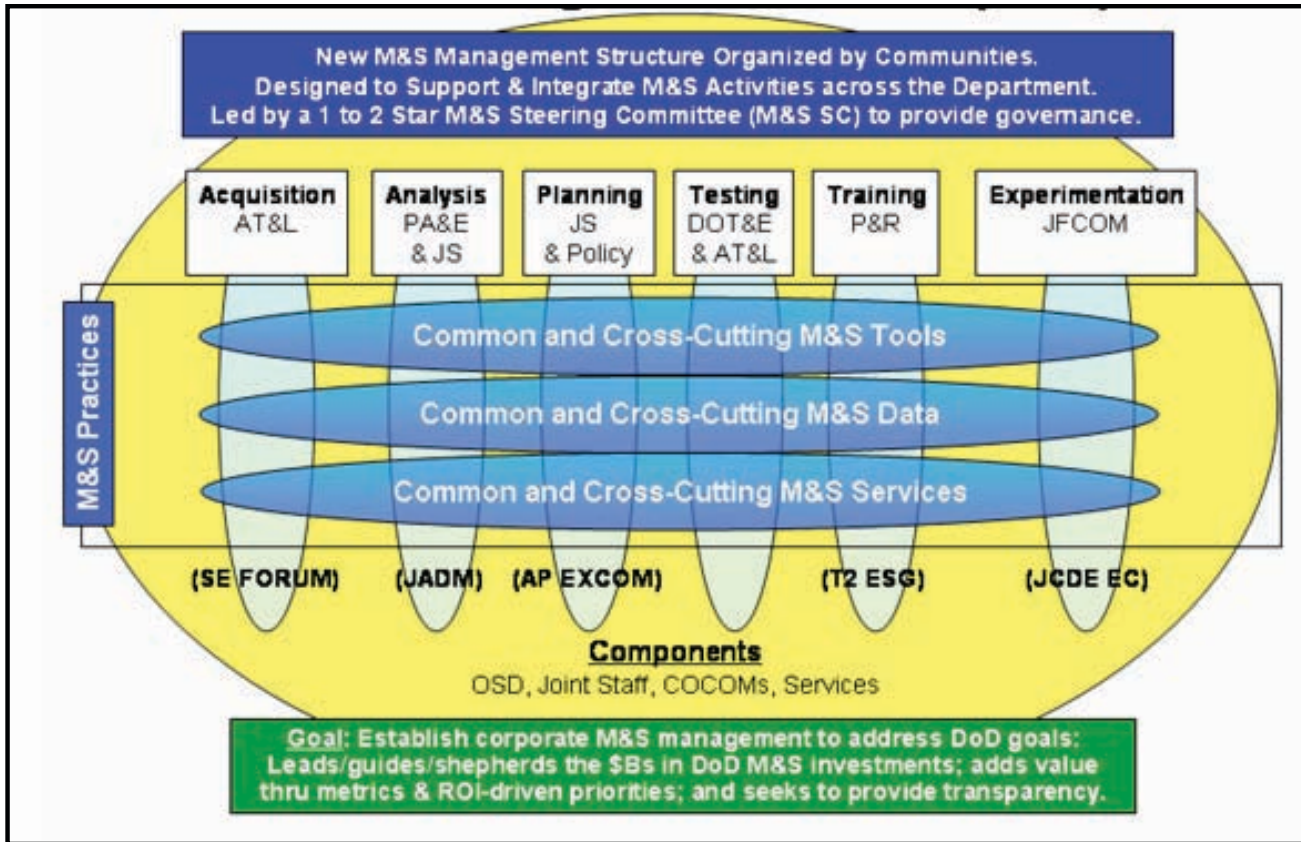 New M&S Management Structure Organized by Communities.
Designed to Support & Integrate M&S Activities across the Department.
Led by a 1 to 2 Star M&S Steering Committee (M&S SC) to provide governance.
Acquisition
AT&L
Analysis
PA&E
& JS
Planning
JS
& Policy
Testing
DOT&E
& AT&L
Training
P&R
Experimentation
JFCOM
M&S Practices
Common and Cross-Cutting M&S Tools
Common and Cross-Cutting M&S Data
Common and Cross-Cutting M&S Services
(SE FORUM)
(JADM)
(AP EXCOM)
(T2 ESG)
(JCDE EC)
Components
OSD, Joint Staff, COCOMs, Services
Goal: Establish corporate M&S management to address DoD goals:
Leads/guides/shepherds the $Bs in DoD M&S investments; adds value
thru metrics & ROI-driven priorities; and seeks to provide transparency.